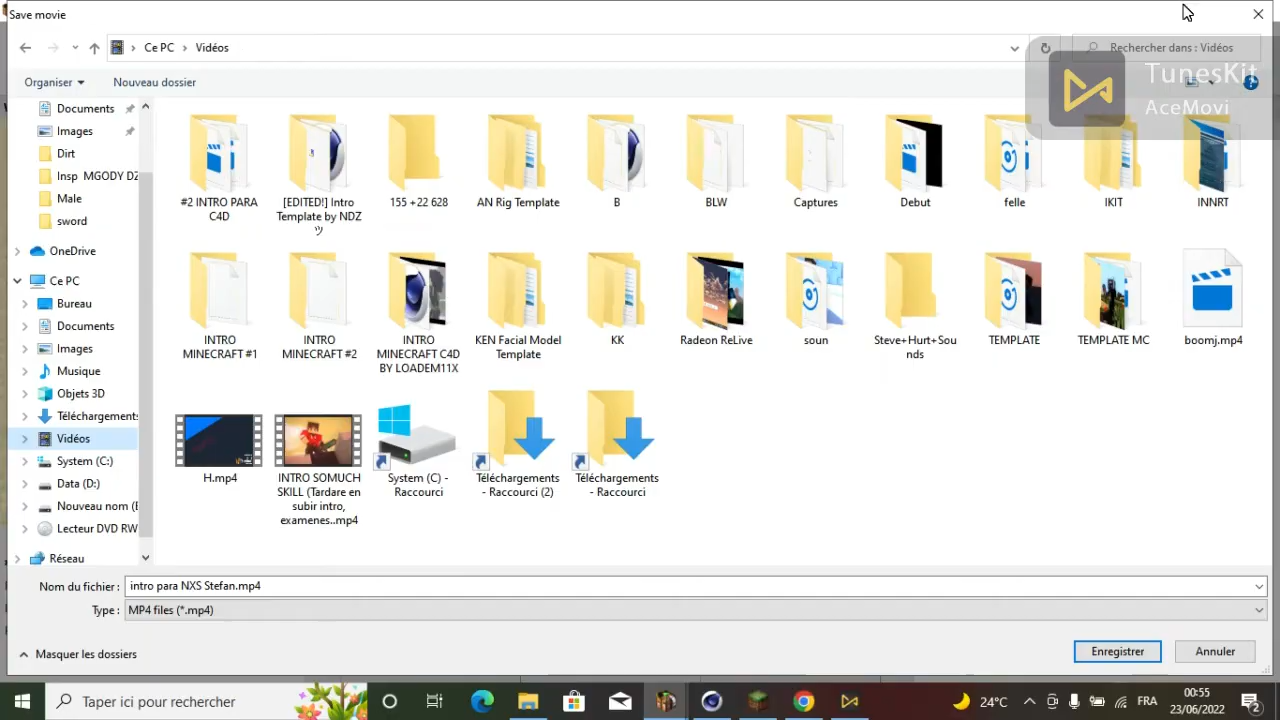 Save movie
Ce PC > Vidéos
Rechercher dans : Vidéos
TunesKit
AceMovi
Organiser
Nouveau dossier
Documents
Images
Dirt
Insp MGODY DZ
Male
sword
OneDrive
Ce PC
Bureau
Documents
Images
Musique
Objets 3D
Téléchargements
Vidéos
System (C:)
Data (D:)
Nouveau nom (E
Lecteur DVD RW
Réseau
#2 INTRO PARA
C4D
[EDITED!] Intro
Template by NDZ
ツ
155 +22 628
AN Rig Template
B
BLW
Captures
Debut
felle
IKIT
INNRT
INTRO
MINECRAFT #1
INTRO
MINECRAFT #2
INTRO
MINECRAFT C4D
BY LOADEM11X
KEN Facial Model
Template
KK
Radeon ReLive
soun
Steve+Hurt+Sou
nds
TEMPLATE
TEMPLATE MC
boomj.mp4
H.mp4
INTRO SOMUCH
SKILL (Tardare en
subir intro,
examenes..mp4
System (C) -
Raccourci
Téléchargements
- Raccourci (2)
Téléchargements
- Raccourci
Nom du fichier : intro para NXS Stefan.mp4
Type : MP4 files (*.mp4)
Masquer les dossiers
Enregistrer
Annuler
Taper ici pour rechercher
24°C
FRA
00:55
23/06/2022
2